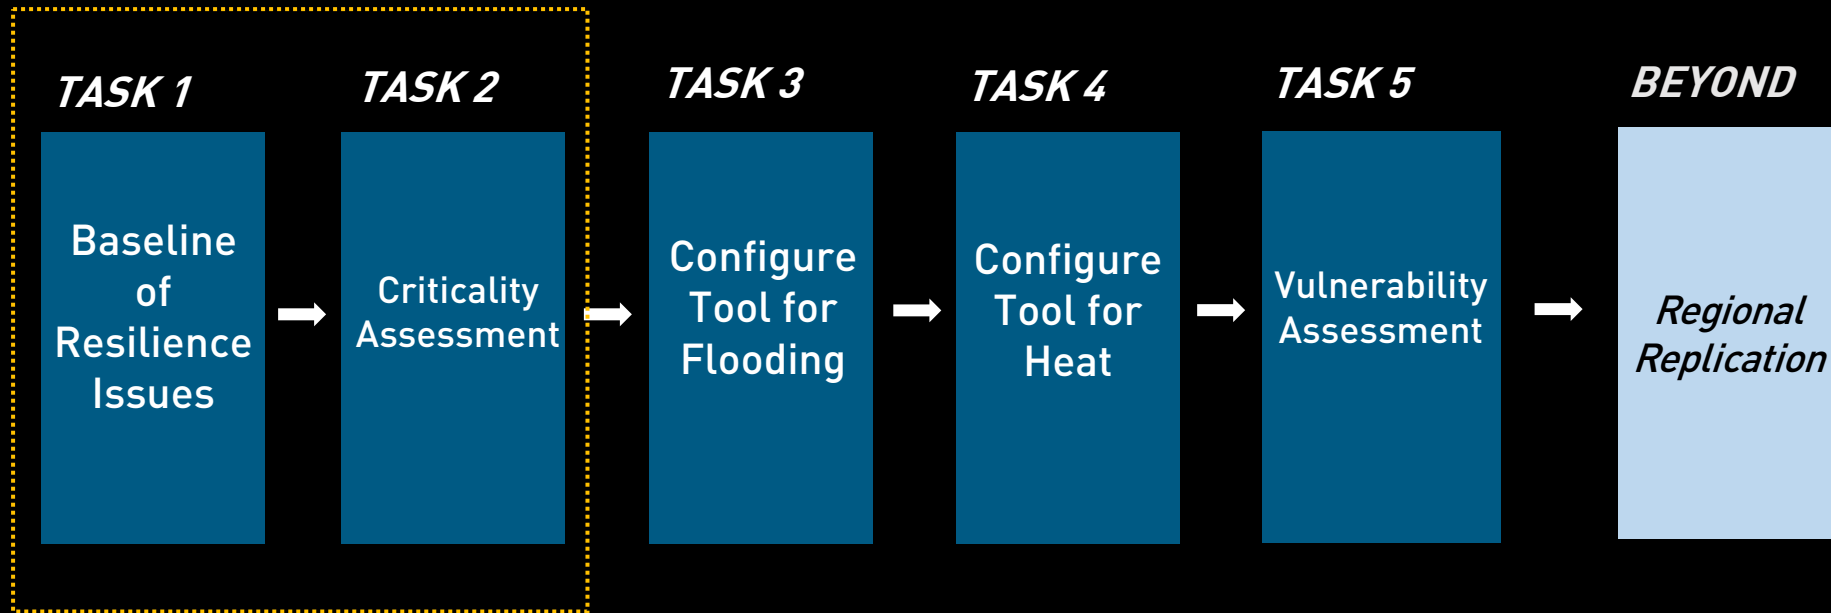 TASK 1
Baseline
of
Resilience
Issues
TASK 2
Criticality
Assessment
TASK 3
Configure
Tool for
Flooding
TASK 4
Configure
Tool for
Heat
TASK 5
Vulnerability
Assessment
BEYOND
Regional
Replication